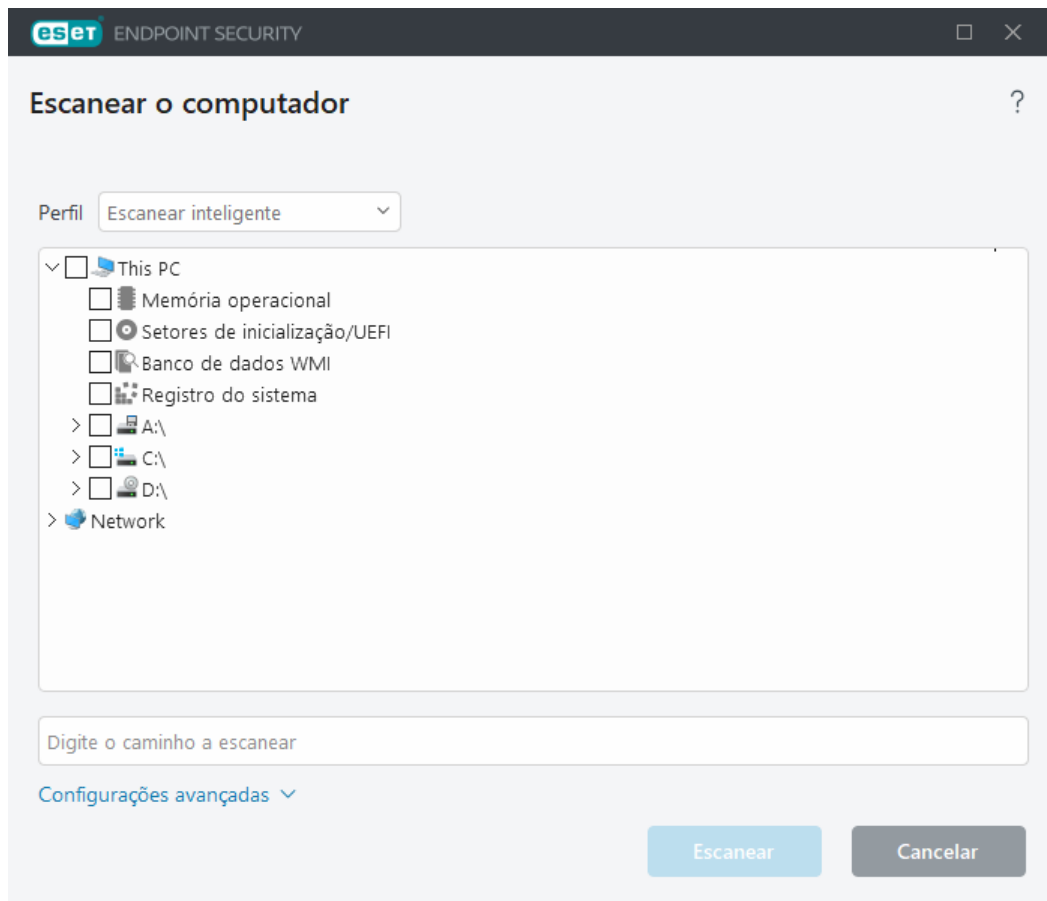 eset ENDPOINT SECURITY
Escanear o computador
?
Perfil Escanear inteligente
This PC
Memória operacional
Setores de inicialização/UEFI
Banco de dados WMI
Registro do sistema
A:\
C:\
D:\
Network
Digite o caminho a escanear
Configurações avançadas
Escanear Cancelar